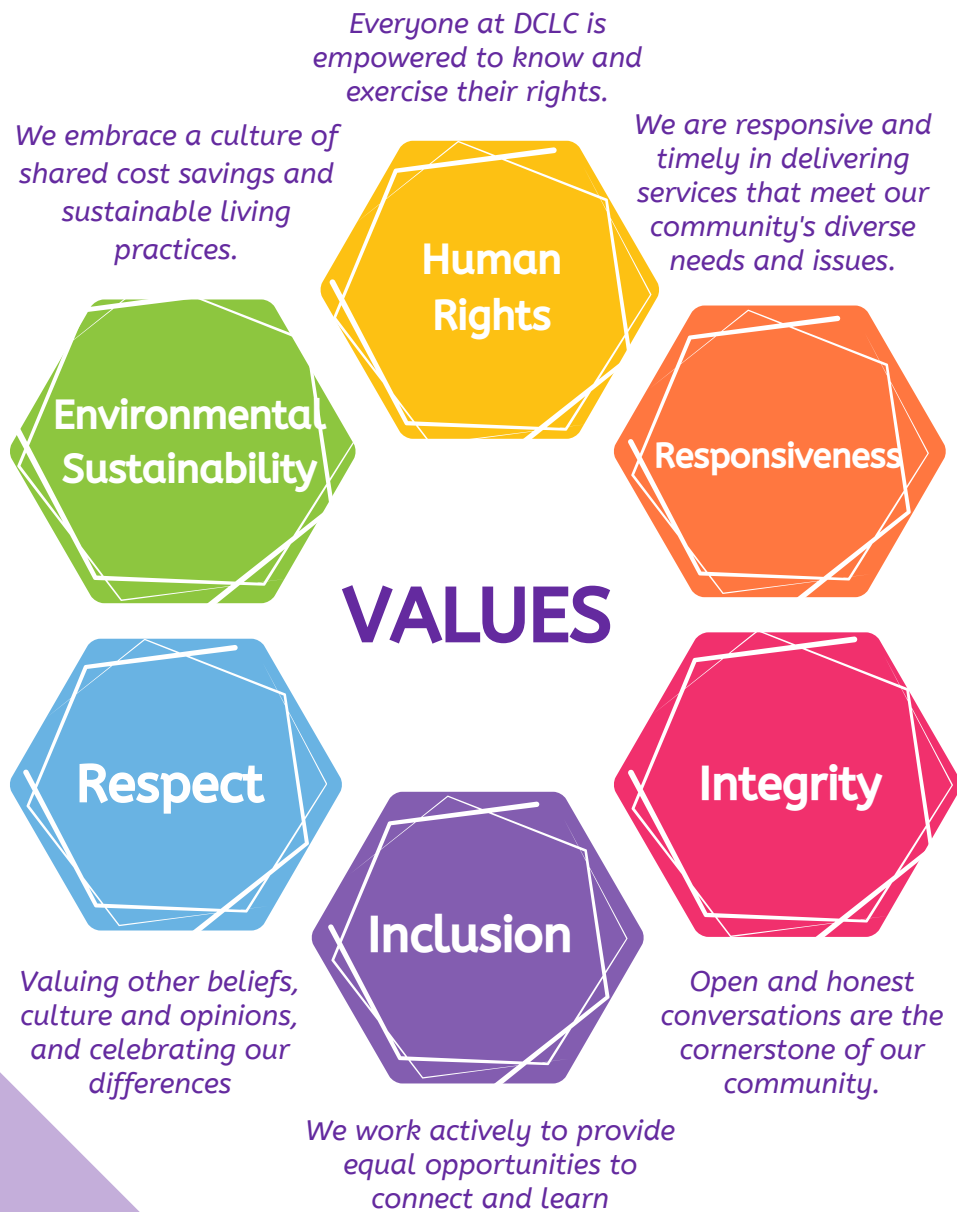 Everyone at DCLC is
empowered to know and
exercise their rights.
We embrace a culture of
shared cost savings and
sustainable living
practices.
We are responsive and
timely in delivering
services that meet our
community's diverse
needs and issues.
Human
Rights
Environmental
Sustainability
Responsiveness
VALUES
Respect
Integrity
Inclusion
Valuing other beliefs,
culture and opinions,
and celebrating our
differences
Open and honest
conversations are the
cornerstone of our
community.
We work actively to provide
equal opportunities to
connect and learn